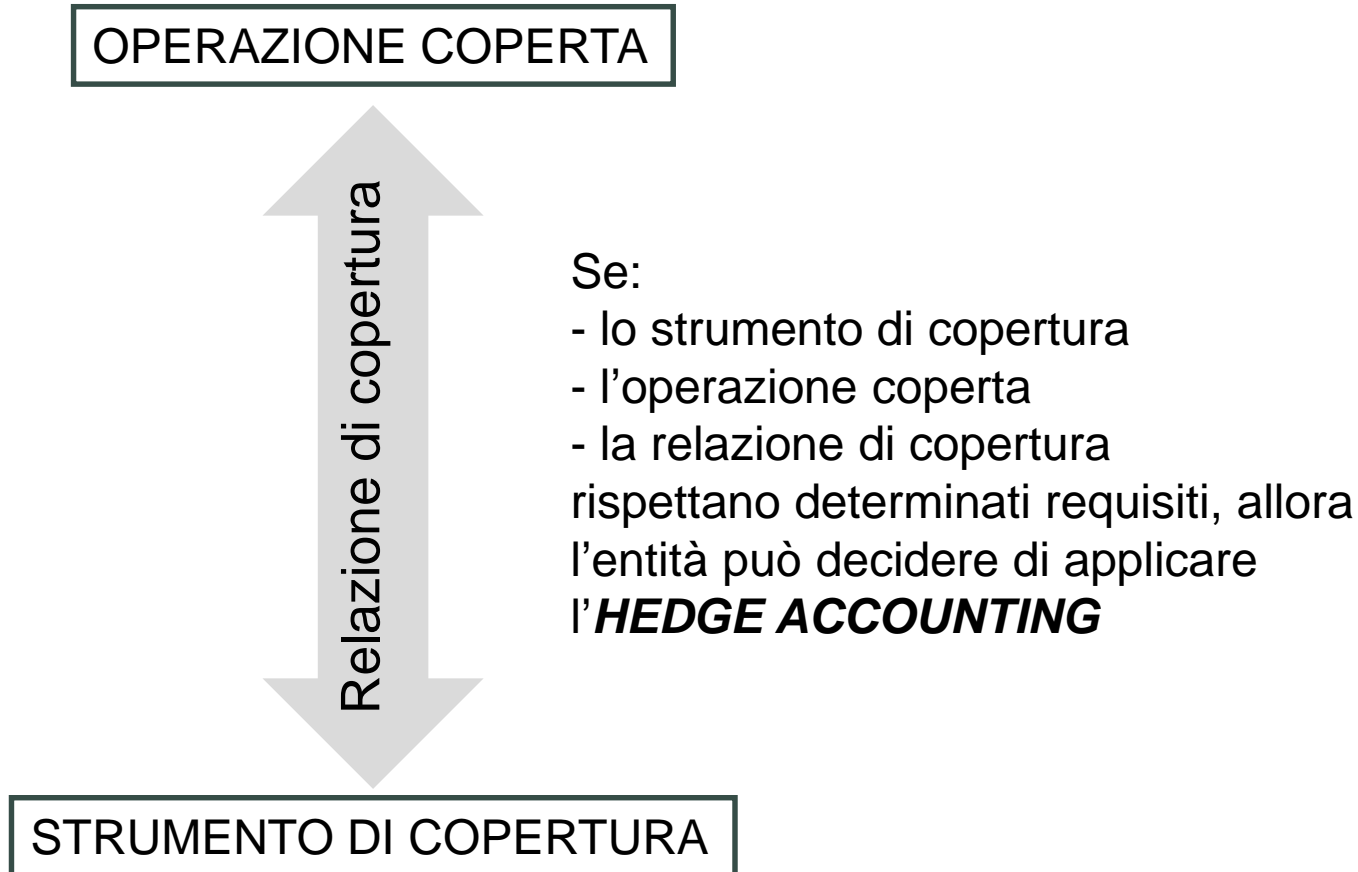 OPERAZIONE COPERTA
Relazione di copertura
Se:
- lo strumento di copertura
- l’operazione coperta
- la relazione di copertura
rispettano determinati requisiti, allora
l’entità può decidere di applicare
l’HEDGE ACCOUNTING
STRUMENTO DI COPERTURA